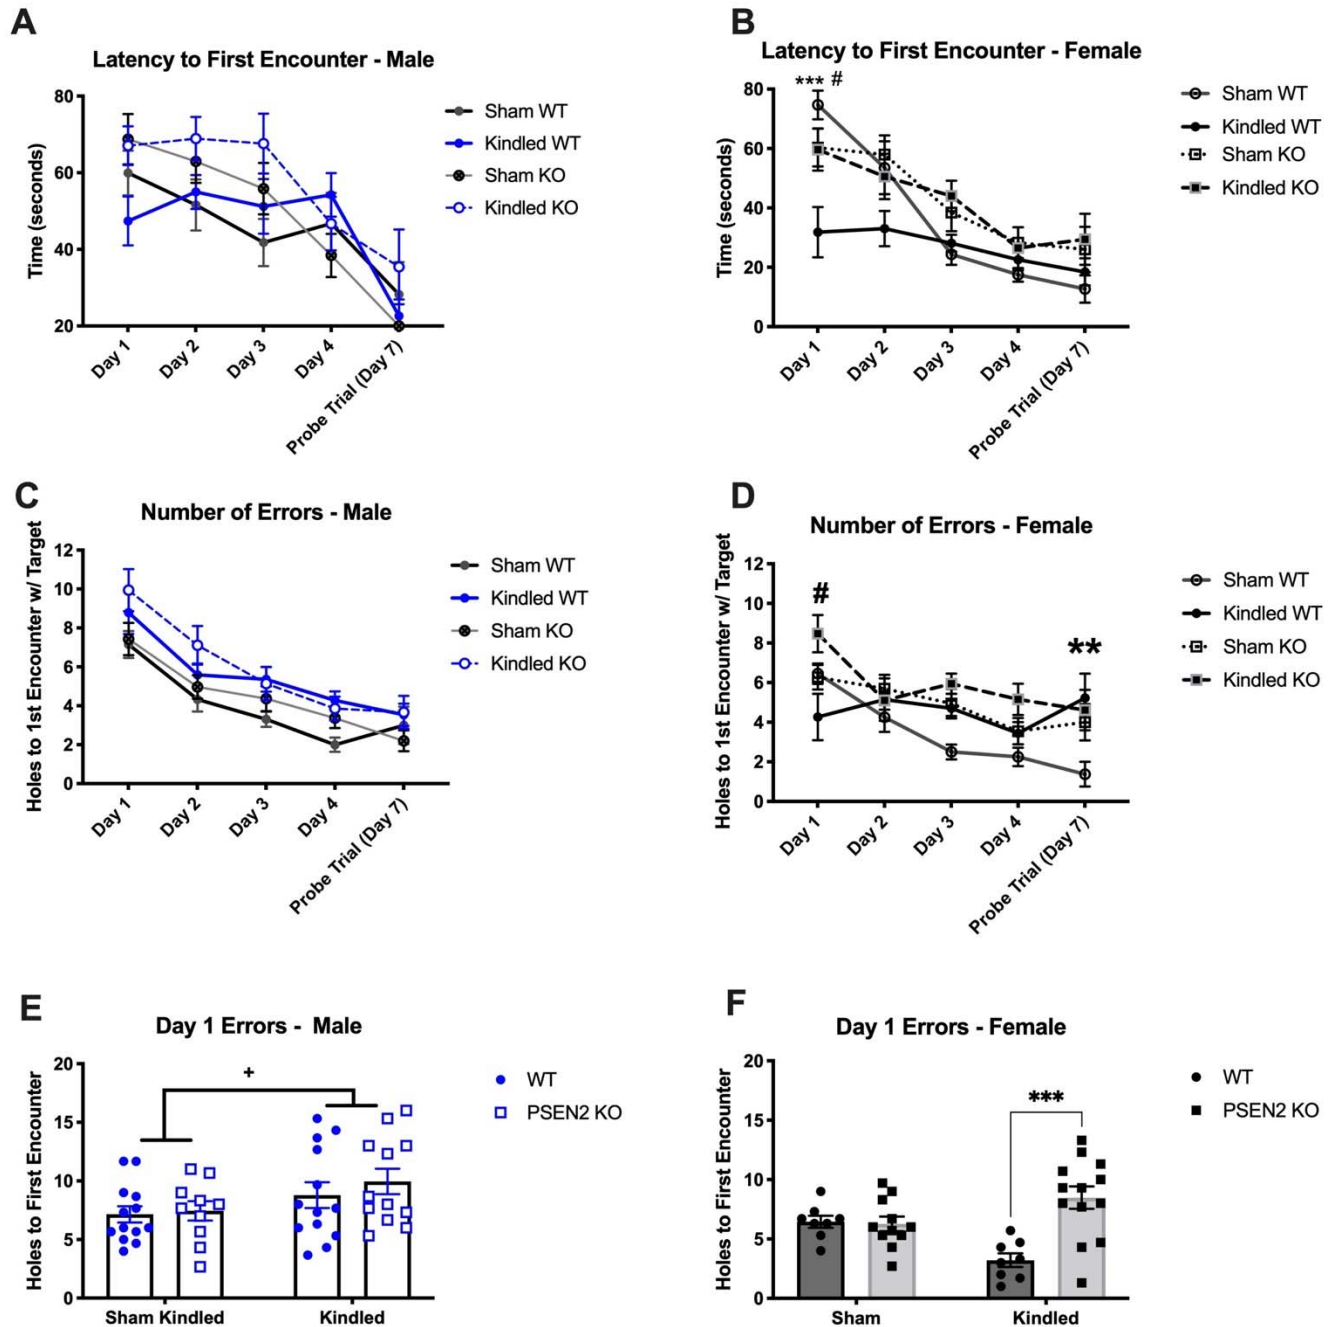 A
Latency to First Encounter - Male
Time (seconds)
80
60
40
20
Day 1
Day 2
Day 3
Day 4
Probe Trial (Day 7)
Sham WT
Kindled WT
Sham KO
Kindled KO
B
Latency to First Encounter - Female
*** #
Time (seconds)
80
60
40
20
0
Day 1
Day 2
Day 3
Day 4
Probe Trial (Day 7)
Sham WT
Kindled WT
Sham KO
Kindled KO
C
Number of Errors - Male
Holes to 1st Encounter w/ Target
12
10
8
6
4
2
0
Day 1
Day 2
Day 3
Day 4
Probe Trial (Day 7)
Sham WT
Kindled WT
Sham KO
Kindled KO
D
Number of Errors - Female
Holes to 1st Encounter w/ Target
12
10
8
6
4
2
0
#
**
Day 1
Day 2
Day 3
Day 4
Probe Trial (Day 7)
Sham WT
Kindled WT
Sham KO
Kindled KO
E
Day 1 Errors - Male
Holes to First Encounter
20
15
10
5
0
+
Sham Kindled
Kindled
WT
PSEN2 KO
F
Day 1 Errors - Female
Holes to First Encounter
20
15
10
5
0
***
Sham
Kindled
WT
PSEN2 KO